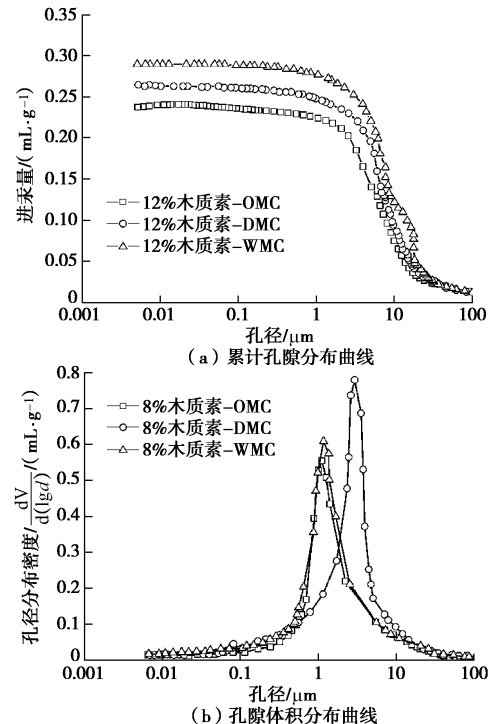 0.35
0.30
0.25
0.20
0.15
0.10
0.05
0
进汞量/(mL·g⁻¹)
12%木质素-OMC
12%木质素-DMC
12%木质素-WMC
0.001 0.01 0.1 1 10 100
孔径/μm
(a)累计孔隙分布曲线
0.8
0.7
0.6
0.5
0.4
0.3
0.2
0.1
0
孔径分布密度/dV/d(lgd)/(mL·g⁻¹)
8%木质素-OMC
8%木质素-DMC
8%木质素-WMC
0.001 0.01 0.1 1 10 100
孔径/μm
(b)孔隙体积分布曲线